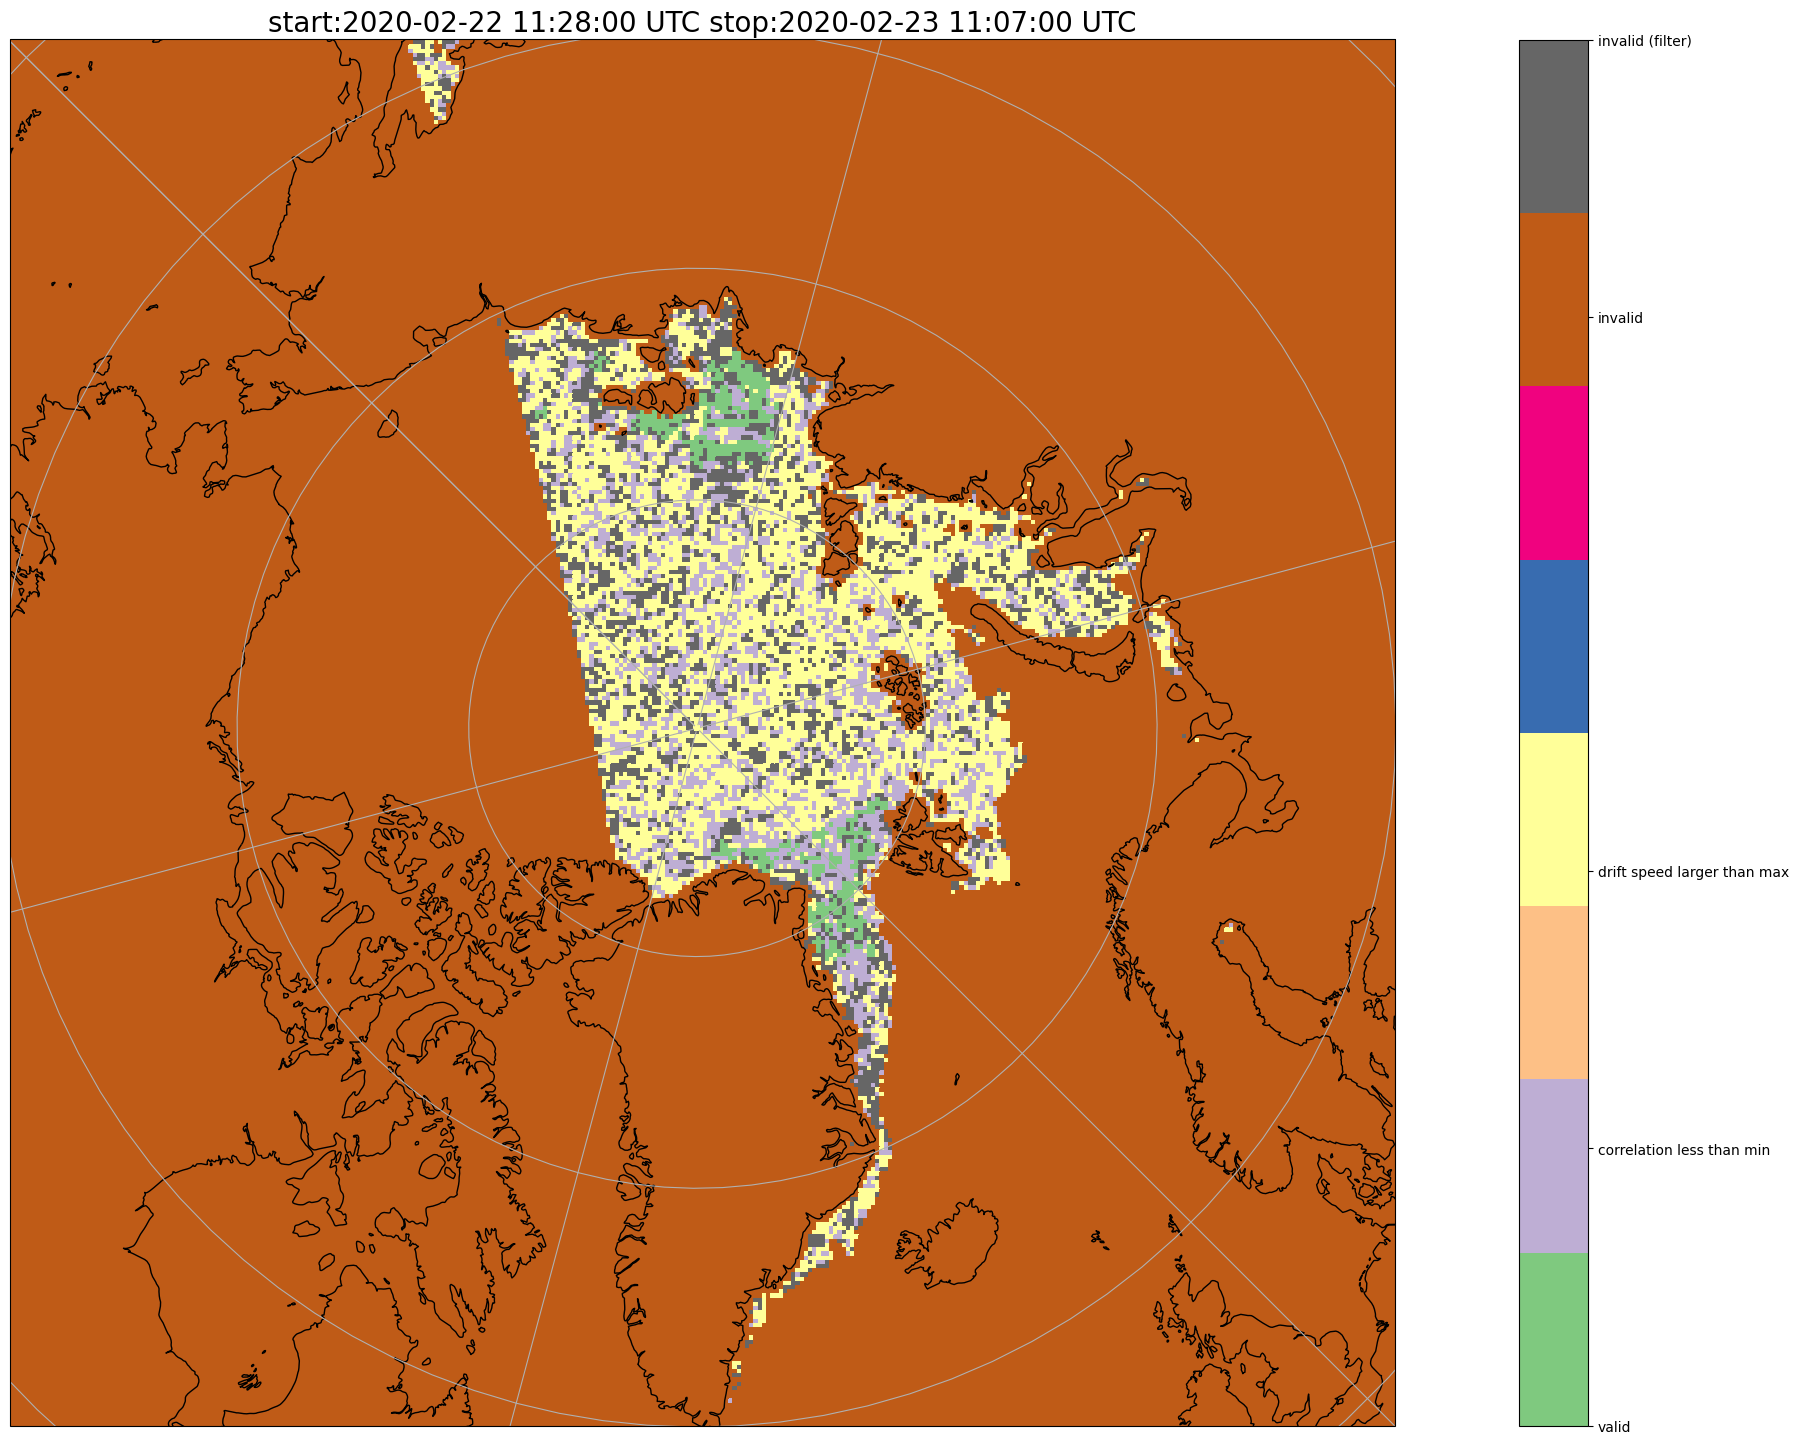 start:2020-02-22 11:28:00 UTC stop:2020-02-23 11:07:00 UTC
invalid (filter)
invalid
drift speed larger than max
correlation less than min
valid